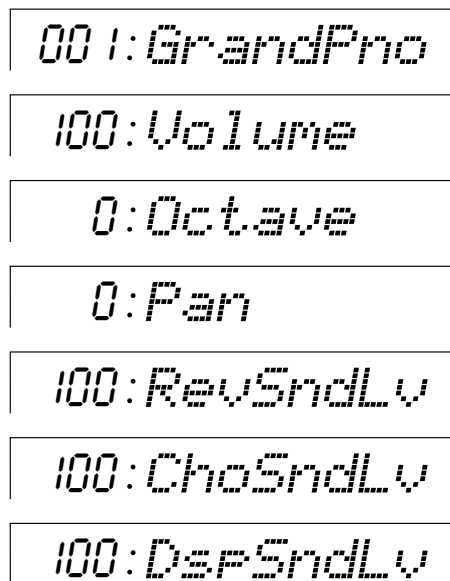 001:GrandPno
100:Volume
0:Octave
0:Pan
100:RevSndLv
100:ChoSndLv
100:DspSndLv